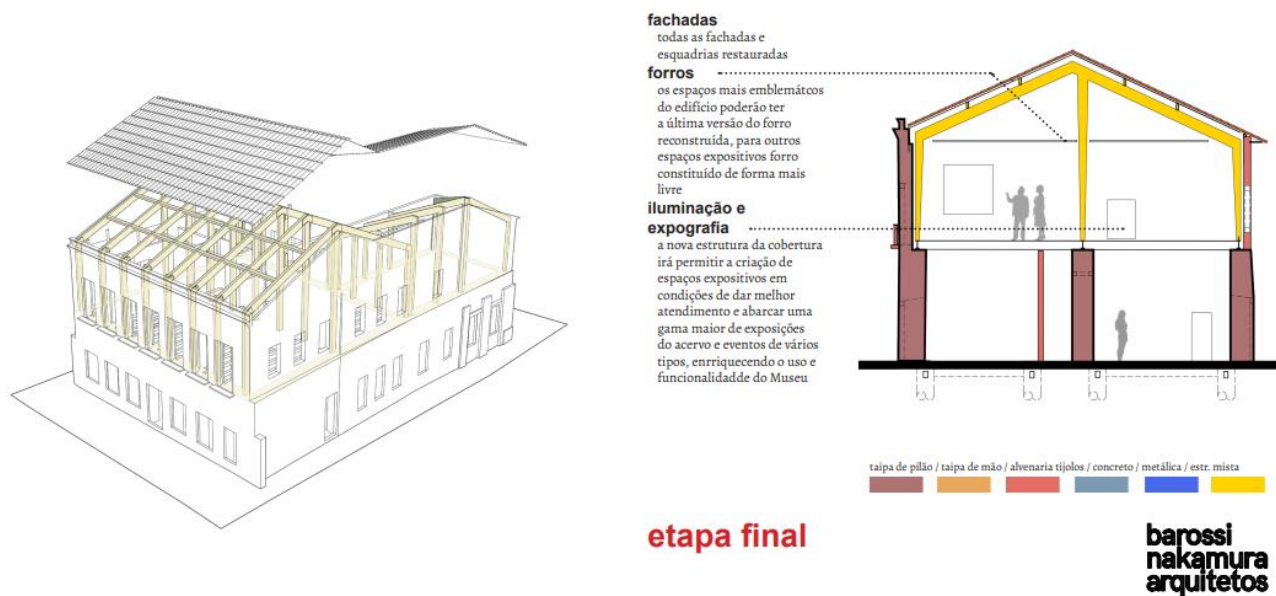 fachadas
todas as fachadas e
esquadrias restauradas
forros
os espaços mais emblemátcos
do edifício poderão ter
a última versão do forro
reconstruída, para outros
espaços expositivos forro
constituído de forma mais
livre
iluminação e
expografia
a nova estrutura da cobertura
irá permitir a criação de
espaços expositivos em
condições de dar melhor
atendimento e abarcar uma
gama maior de exposições
do acervo e eventos de vários
tipos, enrriquecendo o uso e
funcionalidadde do Museu
taipa de pilão / taipa de mão / alvenaria tijolos / concreto / metálica / estr. mista
etapa final
barossi
nakamura
arquitetos